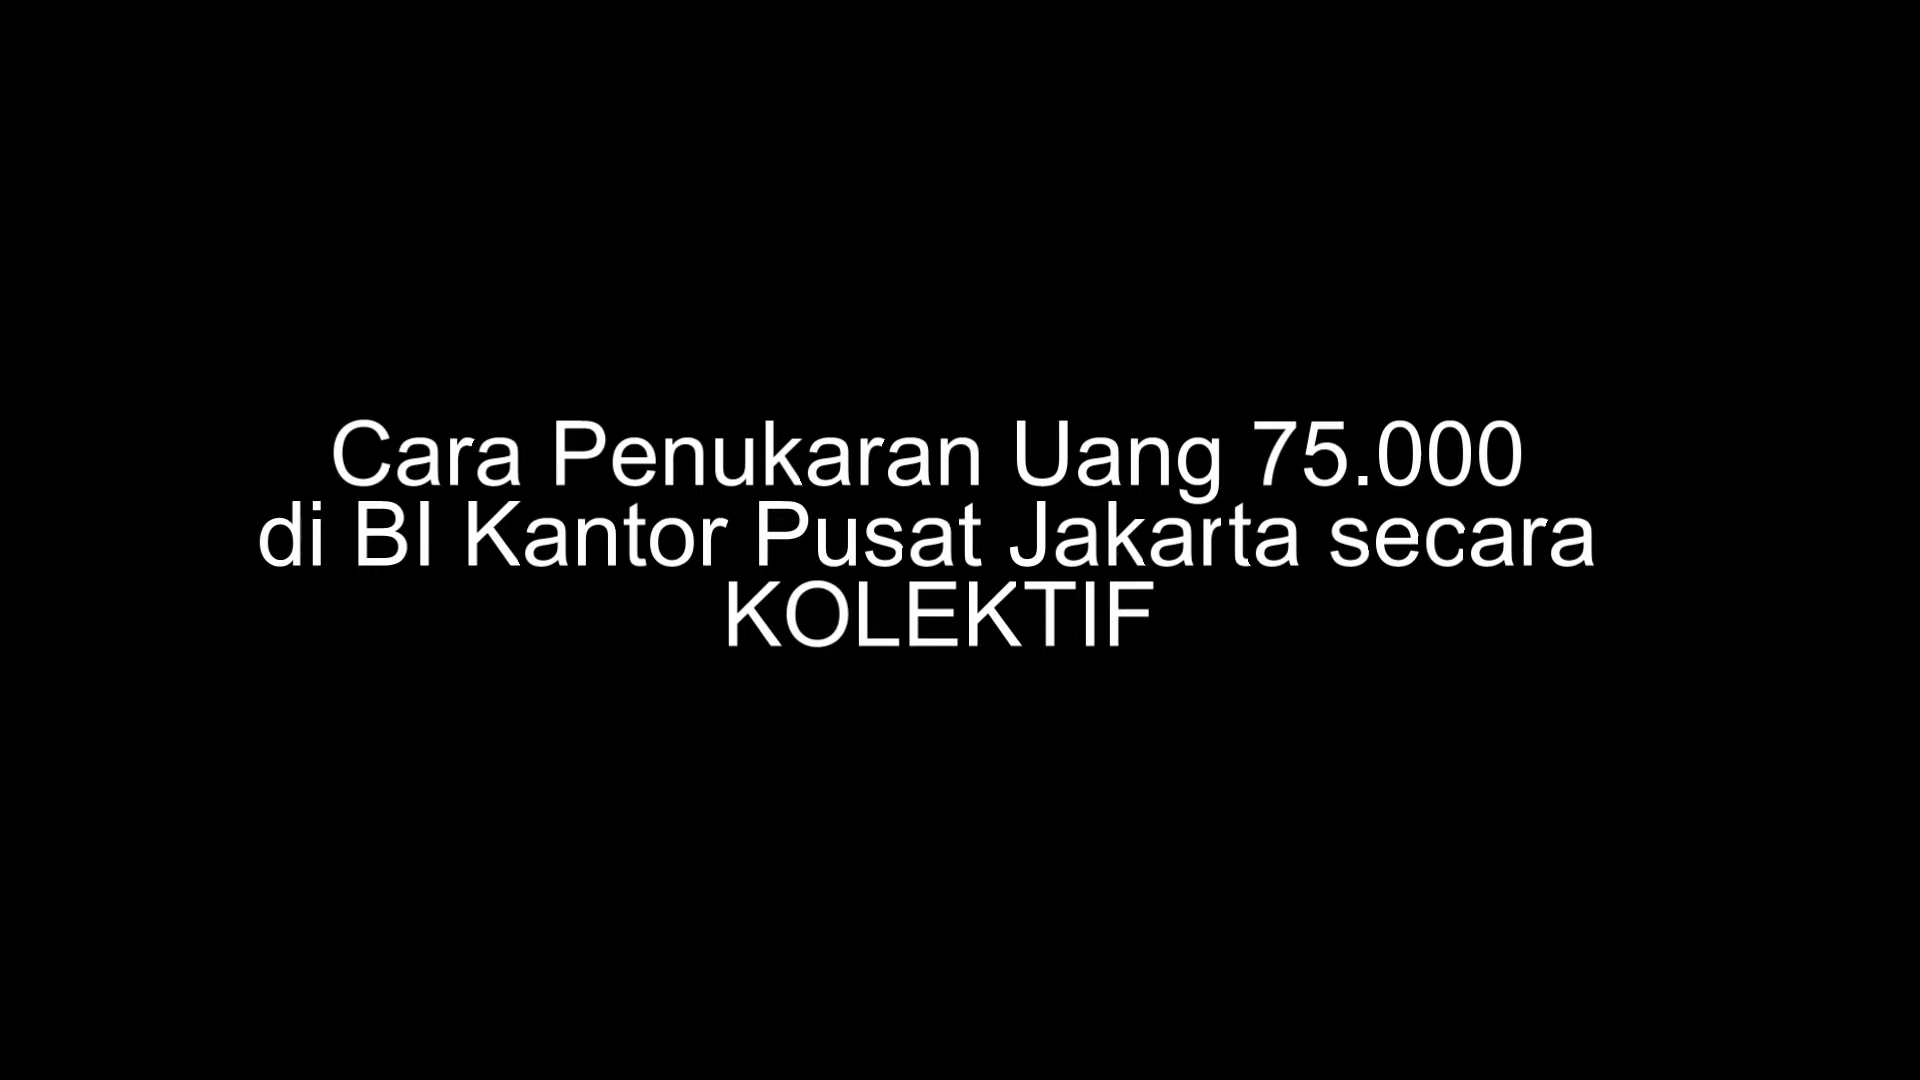 Cara Penukaran Uang 75.000
di BI Kantor Pusat Jakarta secara
KOLEKTIF